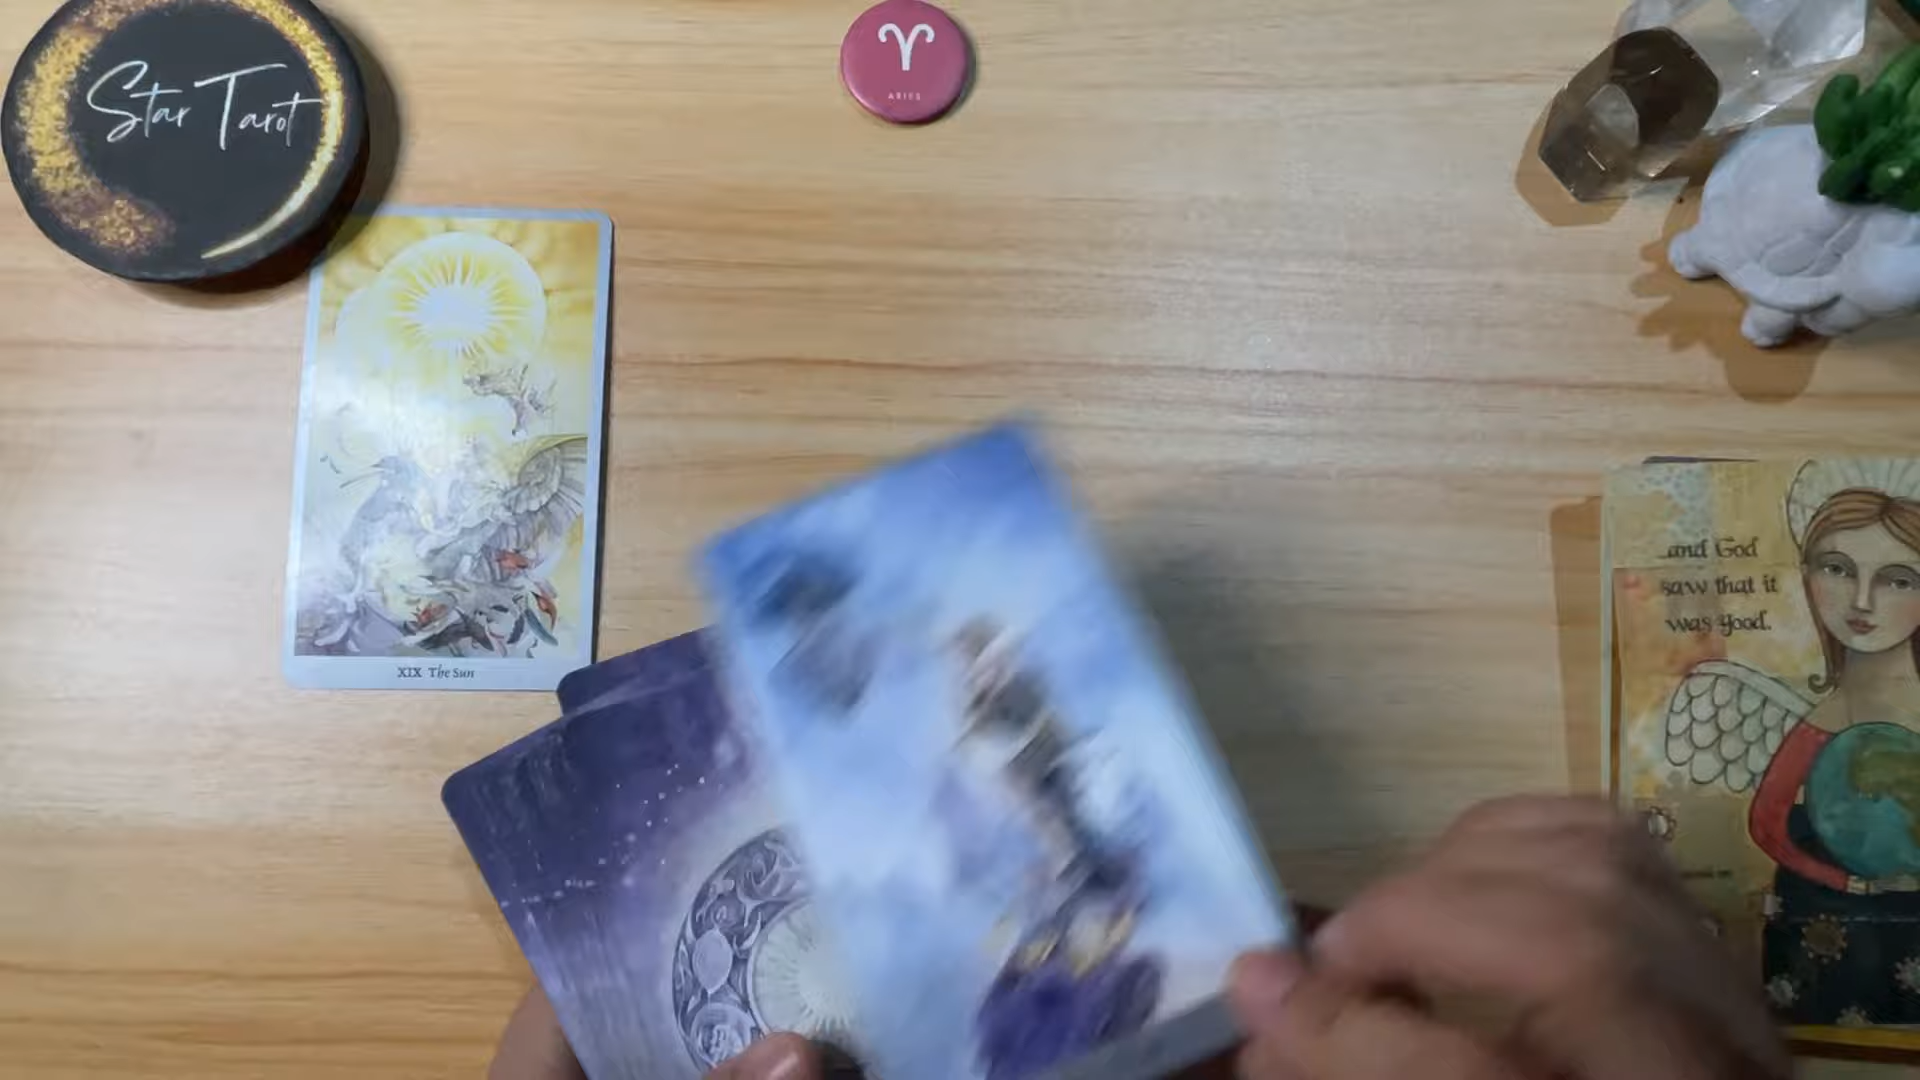 Star Tarot
ARIES
XIX The Sun
...and God
saw that it
was good.